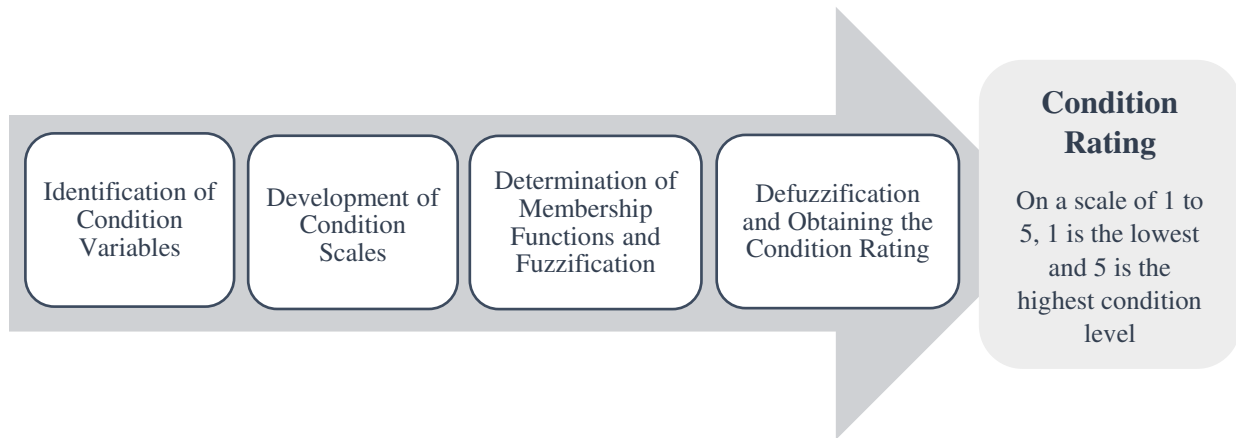 Identification of
Condition
Variables
Development of
Condition
Scales
Determination of
Membership
Functions and
Fuzzification
Defuzzification
and Obtaining the
Condition Rating
Condition
Rating
On a scale of 1 to
5, 1 is the lowest
and 5 is the
highest condition
level